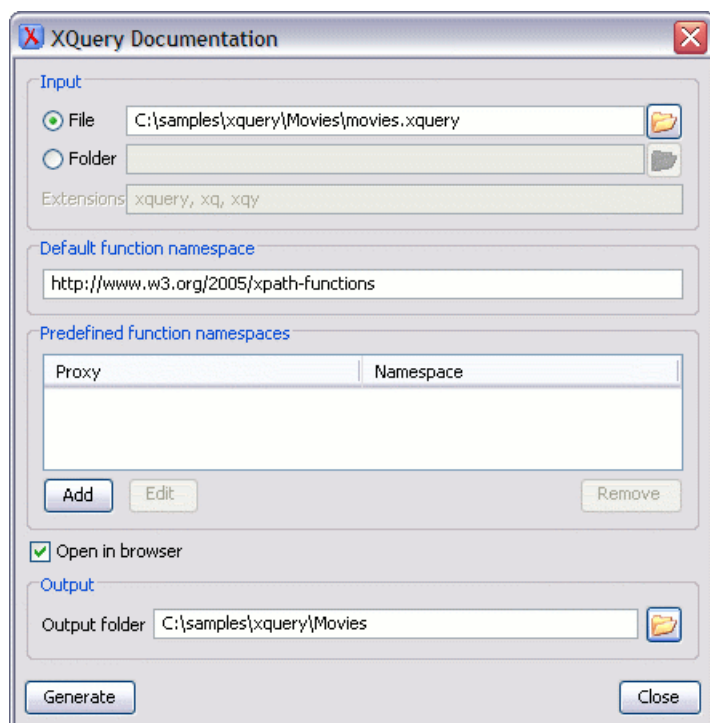 XQuery Documentation
Input
File C:\samples\xquery\Movies\movies.xquery
Folder
Extensions xquery, xq, xqy
Default function namespace
http://www.w3.org/2005/xpath-functions
Predefined function namespaces
Proxy Namespace
Add Edit Remove
Open in browser
Output
Output folder C:\samples\xquery\Movies
Generate Close